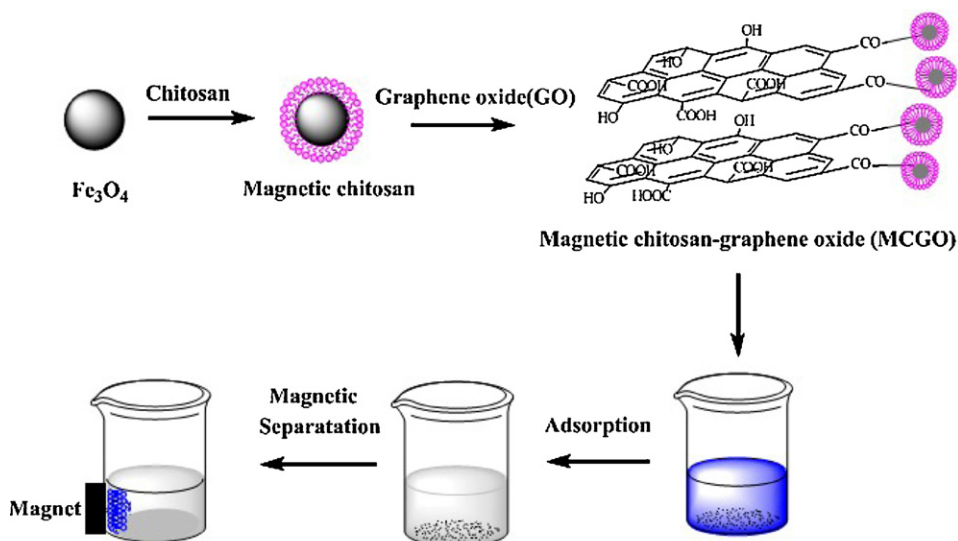 Chitosan
Graphene oxide(GO)
Fe₃O₄
Magnetic chitosan
OH
HO
COOH
COOH
HO
COOH
CO
CO
OH
HO
COOH
COOH
HO
HOOC
CO
CO
Magnetic chitosan-graphene oxide (MCGO)
Magnetic
Separatation
Adsorption
Magnet